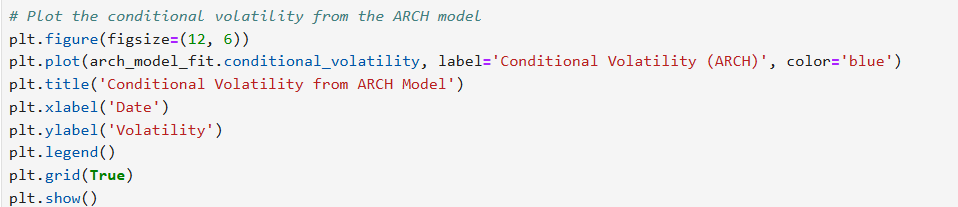 # Plot the conditional volatility from the ARCH model
plt.figure(figsize=(12, 6))
plt.plot(arch_model_fit.conditional_volatility, label='Conditional Volatility (ARCH)', color='blue')
plt.title('Conditional Volatility from ARCH Model')
plt.xlabel('Date')
plt.ylabel('Volatility')
plt.legend()
plt.grid(True)
plt.show()